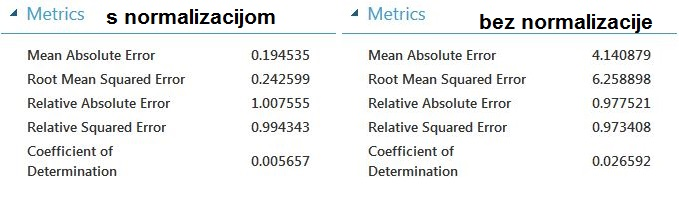 Metrics s normalizacijom
Mean Absolute Error 0.194535
Root Mean Squared Error 0.242599
Relative Absolute Error 1.007555
Relative Squared Error 0.994343
Coefficient of
Determination 0.005657
Metrics bez normalizacije
Mean Absolute Error 4.140879
Root Mean Squared Error 6.258898
Relative Absolute Error 0.977521
Relative Squared Error 0.973408
Coefficient of
Determination 0.026592